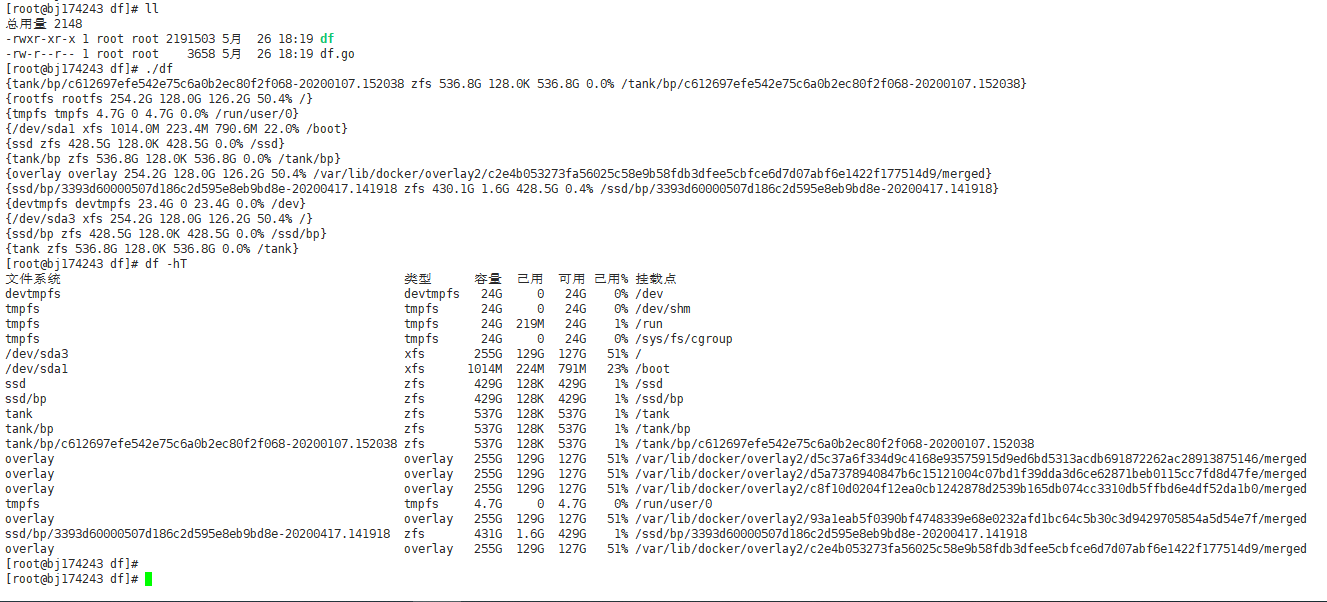 [root@bj174243 df]# ll
总用量 2148
-rwxr-xr-x 1 root root 2191503 5月  26 18:19 df
-rw-r--r-- 1 root root    3658 5月  26 18:19 df.go
[root@bj174243 df]# ./df
{tank/bp/c612697efe542e75c6a0b2ec80f2f068-20200107.152038 zfs 536.8G 128.0K 536.8G 0.0% /tank/bp/c612697efe542e75c6a0b2ec80f2f068-20200107.152038}
{rootfs rootfs 254.2G 128.0G 126.2G 50.4% /}
{tmpfs tmpfs 4.7G 0 4.7G 0.0% /run/user/0}
{/dev/sda1 xfs 1014.0M 223.4M 790.6M 22.0% /boot}
{ssd zfs 428.5G 128.0K 428.5G 0.0% /ssd}
{tank/bp zfs 536.8G 128.0K 536.8G 0.0% /tank/bp}
{overlay overlay 254.2G 128.0G 126.2G 50.4% /var/lib/docker/overlay2/c2e4b053273fa56025c58e9b58fdb3dfee5cbfce6d7d07abf6e1422f177514d9/merged}
{ssd/bp/3393d60000507d186c2d595e8eb9bd8e-20200417.141918 zfs 430.1G 1.6G 428.5G 0.4% /ssd/bp/3393d60000507d186c2d595e8eb9bd8e-20200417.141918}
{devtmpfs devtmpfs 23.4G 0 23.4G 0.0% /dev}
{/dev/sda3 xfs 254.2G 128.0G 126.2G 50.4% /}
{ssd/bp zfs 428.5G 128.0K 428.5G 0.0% /ssd/bp}
{tank zfs 536.8G 128.0K 536.8G 0.0% /tank}
[root@bj174243 df]# df -hT
文件系统 类型 容量 已用 可用 已用% 挂载点
devtmpfs devtmpfs 24G 0 24G 0% /dev
tmpfs tmpfs 24G 0 24G 0% /dev/shm
tmpfs tmpfs 24G 219M 24G 1% /run
tmpfs tmpfs 24G 0 24G 0% /sys/fs/cgroup
/dev/sda3 xfs 255G 129G 127G 51% /
/dev/sda1 xfs 1014M 224M 791M 23% /boot
ssd zfs 429G 128K 429G 1% /ssd
ssd/bp zfs 429G 128K 429G 1% /ssd/bp
tank zfs 537G 128K 537G 1% /tank
tank/bp zfs 537G 128K 537G 1% /tank/bp
tank/bp/c612697efe542e75c6a0b2ec80f2f068-20200107.152038 zfs 537G 128K 537G 1% /tank/bp/c612697efe542e75c6a0b2ec80f2f068-20200107.152038
overlay overlay 255G 129G 127G 51% /var/lib/docker/overlay2/d5c37a6f334d9c4168e93575915d9ed6bd5313acdb691872262ac28913875146/merged
overlay overlay 255G 129G 127G 51% /var/lib/docker/overlay2/d5a7378940847b6c15121004c07bd1f39dda3d6ce62871beb0115cc7fd8d47fe/merged
overlay overlay 255G 129G 127G 51% /var/lib/docker/overlay2/c8f10d0204f12ea0cb1242878d2539b165db074cc3310db5ffbd6e4df52da1b0/merged
tmpfs tmpfs 4.7G 0 4.7G 0% /run/user/0
overlay overlay 255G 129G 127G 51% /var/lib/docker/overlay2/93a1eab5f0390bf4748339e68e0232afd1bc64c5b30c3d9429705854a5d54e7f/merged
ssd/bp/3393d60000507d186c2d595e8eb9bd8e-20200417.141918 zfs 431G 1.6G 429G 1% /ssd/bp/3393d60000507d186c2d595e8eb9bd8e-20200417.141918
overlay overlay 255G 129G 127G 51% /var/lib/docker/overlay2/c2e4b053273fa56025c58e9b58fdb3dfee5cbfce6d7d07abf6e1422f177514d9/merged
[root@bj174243 df]#
[root@bj174243 df]#